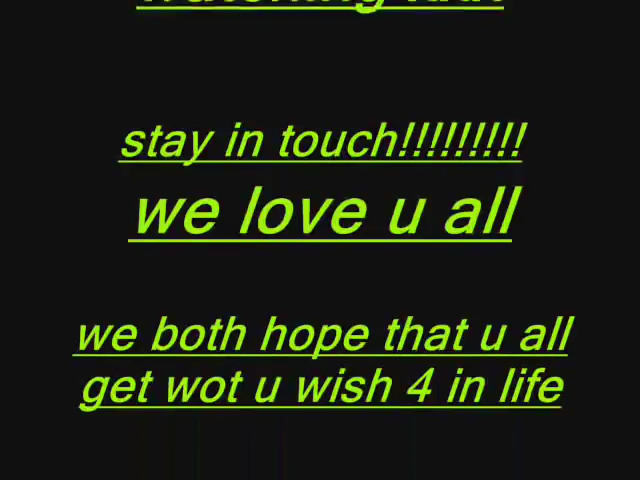 stay in touch!!!!!!!!!
we love u all
we both hope that u all
get wot u wish 4 in life